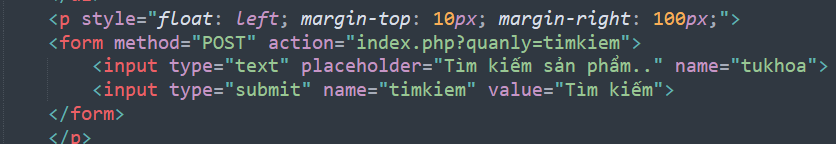 <p style="float: left; margin-top: 10px; margin-right: 100px;">
<form method="POST" action="index.php?quanly=timkiem">
<input type="text" placeholder="Tìm kiếm sản phẩm.." name="tukhoa">
<input type="submit" name="timkiem" value="Tìm kiếm">
</form>
</p>